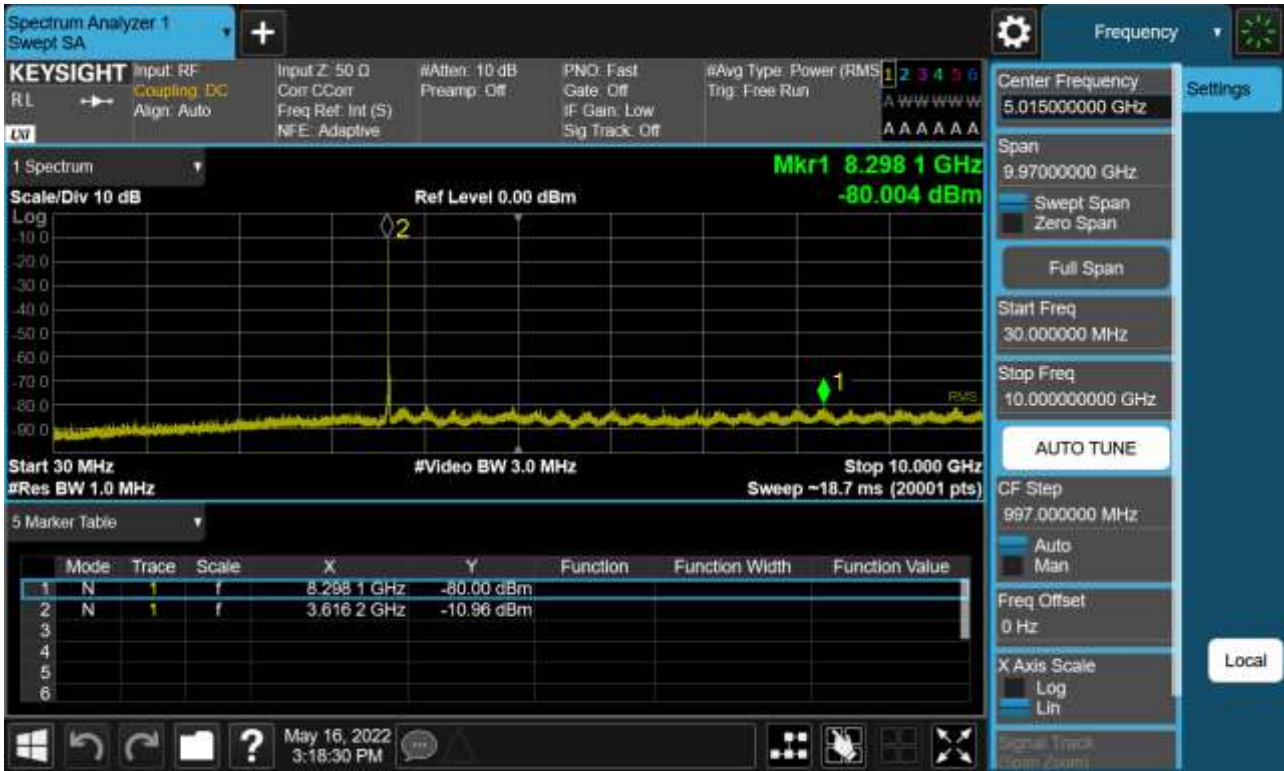 Spectrum Analyzer 1
Swept SA
+
Frequency
KEYSIGHT
RL
LXI
Input: RF
Coupling: DC
Align: Auto
Input Z: 50 Ω
Corr CCorr
Freq Ref: Int (S)
NFE: Adaptive
#Atten: 10 dB
Preamp: Off
PNO: Fast
Gate: Off
IF Gain: Low
Sig Track: Off
#Avg Type: Power (RMS
Trig: Free Run
1 2 3 4 5 6
A W W W W W
A A A A A A
1 Spectrum
Scale/Div 10 dB
Ref Level 0.00 dBm
Mkr1 8.298 1 GHz
-80.004 dBm
Log
-10.0
-20.0
-30.0
-40.0
-50.0
-60.0
-70.0
-80.0
-90.0
2
1
RMS
Start 30 MHz
#Video BW 3.0 MHz
Stop 10.000 GHz
#Res BW 1.0 MHz
Sweep ~18.7 ms (20001 pts)
5 Marker Table
Mode Trace Scale X Y Function Function Width Function Value
1 N 1 f 8.298 1 GHz -80.00 dBm
2 N 1 f 3.616 2 GHz -10.96 dBm
3
4
5
6
?
May 16, 2022
3:18:30 PM
Center Frequency
5.015000000 GHz
Settings
Span
9.97000000 GHz
Swept Span
Zero Span
Full Span
Start Freq
30.000000 MHz
Stop Freq
10.000000000 GHz
AUTO TUNE
CF Step
997.000000 MHz
Auto
Man
Freq Offset
0 Hz
X Axis Scale
Log
Lin
Local
Signal Track
(Span Zoom)